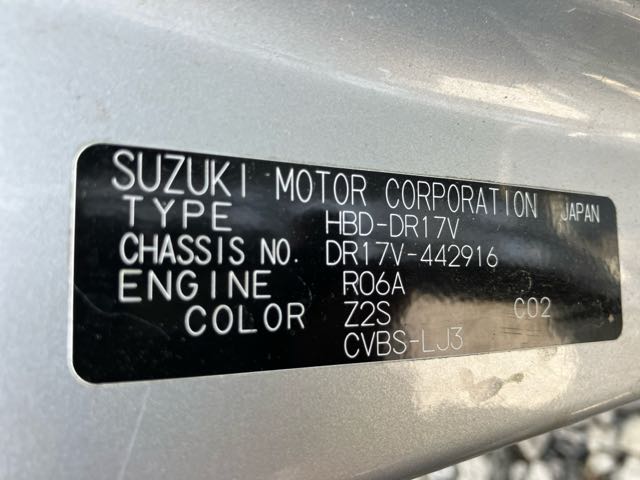 SUZUKI MOTOR CORPORATION JAPAN
TYPE HBD-DR17V
CHASSIS NO. DR17V-442916
ENGINE R06A
COLOR Z2S C02
CVBS-LJ3